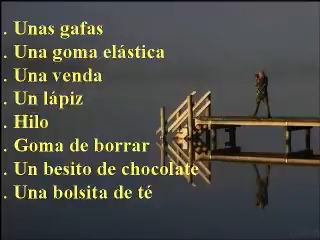 . Unas gafas
. Una goma elástica
. Una venda
. Un lápiz
. Hilo
. Goma de borrar
. Un besito de chocolate
. Una bolsita de té